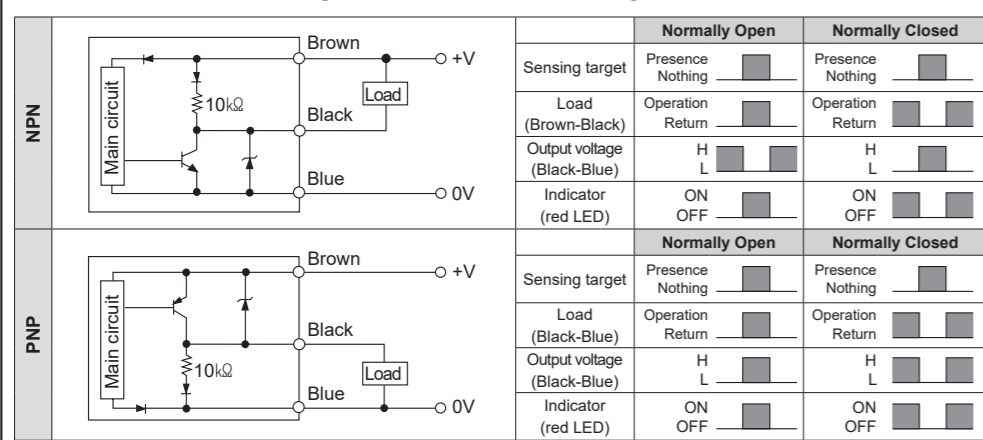 Normally Open Normally Closed
NPN
Main circuit
10kΩ
Brown
Black
Blue
Load
+V
0V
Sensing target
Presence
Nothing
Presence
Nothing
Load
(Brown-Black)
Operation
Return
Operation
Return
Output voltage
(Black-Blue)
H
L
H
L
Indicator
(red LED)
ON
OFF
ON
OFF
Normally Open Normally Closed
PNP
Main circuit
10kΩ
Brown
Black
Blue
Load
+V
0V
Sensing target
Presence
Nothing
Presence
Nothing
Load
(Black-Blue)
Operation
Return
Operation
Return
Output voltage
(Black-Blue)
H
L
H
L
Indicator
(red LED)
ON
OFF
ON
OFF